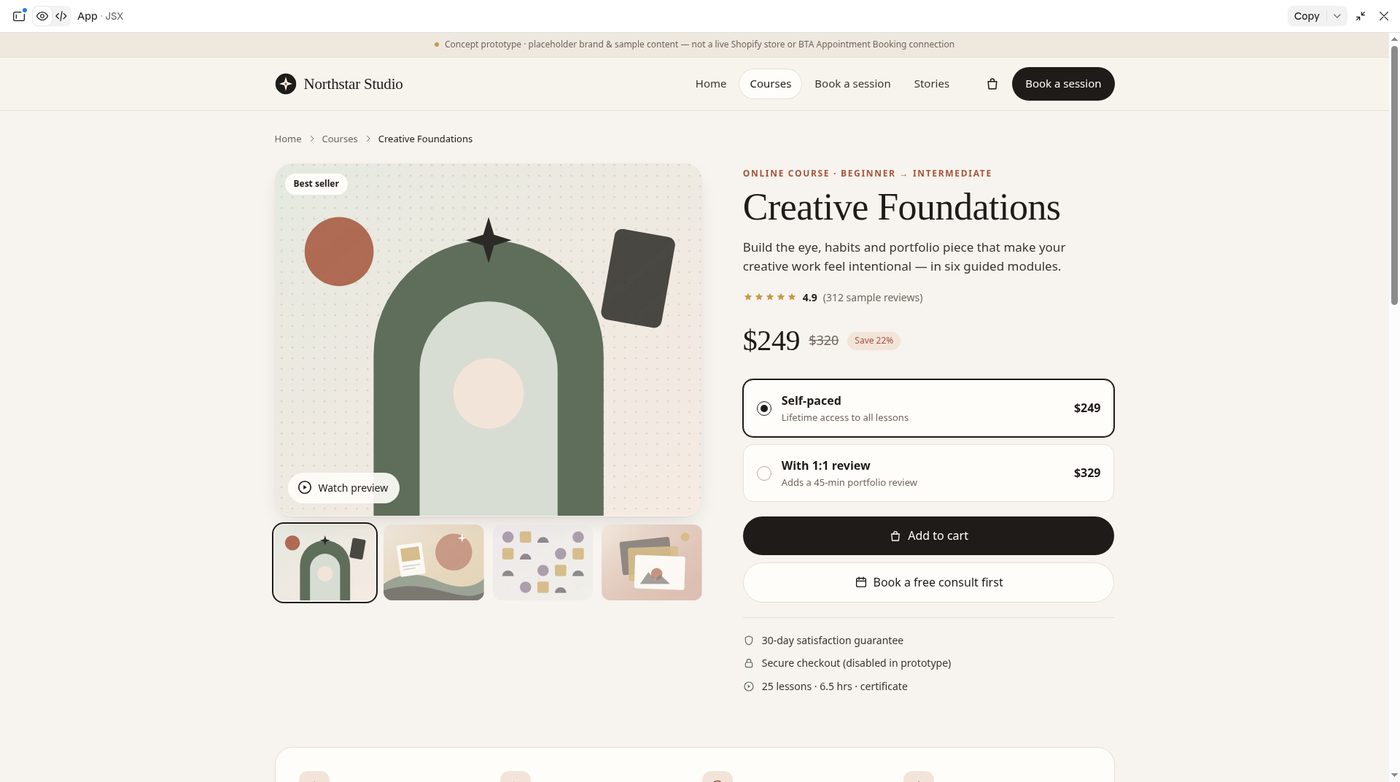 App · JSX
Copy
Concept prototype · placeholder brand & sample content — not a live Shopify store or BTA Appointment Booking connection
Northstar Studio
Home
Courses
Book a session
Stories
Book a session
Home
Courses
Creative Foundations
Best seller
Watch preview
ONLINE COURSE · BEGINNER → INTERMEDIATE
Creative Foundations
Build the eye, habits and portfolio piece that make your
creative work feel intentional — in six guided modules.
4.9 (312 sample reviews)
$249 $320 Save 22%
Self-paced
Lifetime access to all lessons
$249
With 1:1 review
Adds a 45-min portfolio review
$329
Add to cart
Book a free consult first
30-day satisfaction guarantee
Secure checkout (disabled in prototype)
25 lessons · 6.5 hrs · certificate